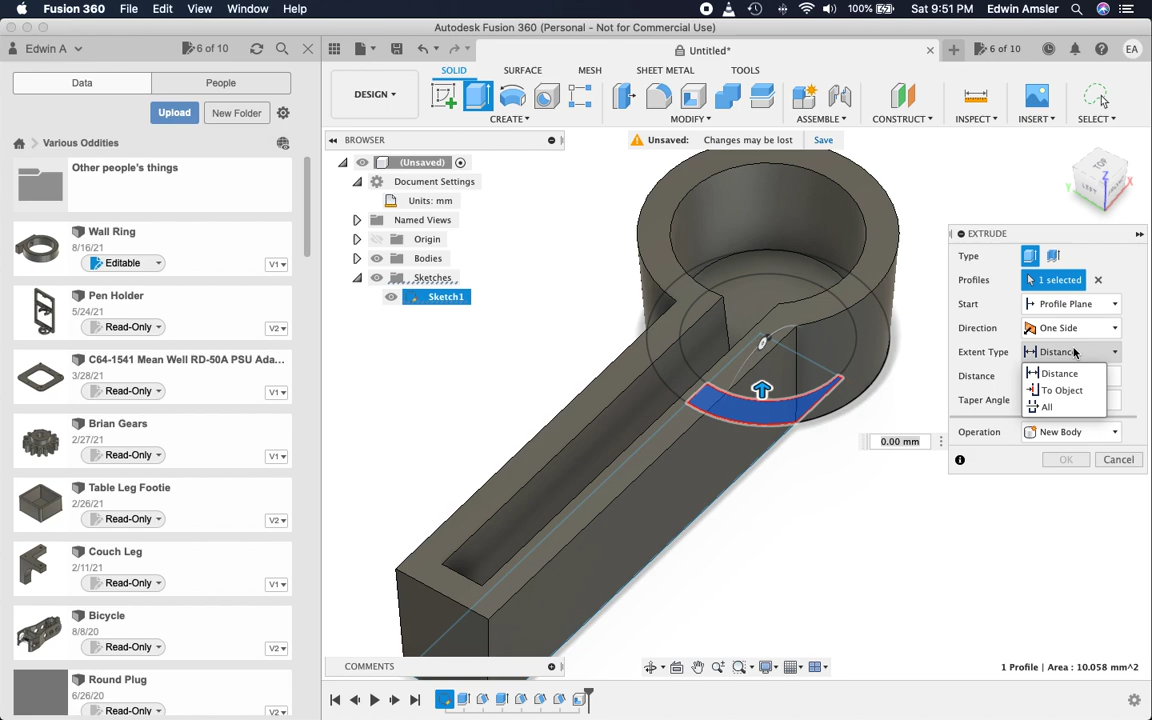 Fusion 360 File Edit View Window Help 100% Sat 9:51 PM Edwin Amsler
Autodesk Fusion 360 (Personal - Not for Commercial Use)
Edwin A 6 of 10 Untitled* 6 of 10 EA
Data People
SOLID SURFACE MESH SHEET METAL TOOLS
DESIGN
Upload New Folder
CREATE MODIFY ASSEMBLE CONSTRUCT INSPECT INSERT SELECT
Various Oddities
BROWSER
Unsaved: Changes may be lost Save
Other people's things
(Unsaved)
Document Settings
Units: mm
Named Views
Origin
Bodies
Sketches
Sketch1
Wall Ring
8/16/21
Editable V1
Pen Holder
5/24/21
Read-Only V2
C64-1541 Mean Well RD-50A PSU Ada...
3/28/21
Read-Only V1
Brian Gears
2/27/21
Read-Only V1
Table Leg Footie
2/26/21
Read-Only V2
Couch Leg
2/11/21
Read-Only V1
Bicycle
8/8/20
Read-Only V2
Round Plug
6/26/20
Read-Only V2
TOP
LEFT
Z
Y
X
EXTRUDE
Type
Profiles 1 selected
Start Profile Plane
Direction One Side
Extent Type Distance
Distance
Distance
To Object
Taper Angle
All
Operation New Body
OK Cancel
0.00 mm
COMMENTS
1 Profile | Area : 10.058 mm^2